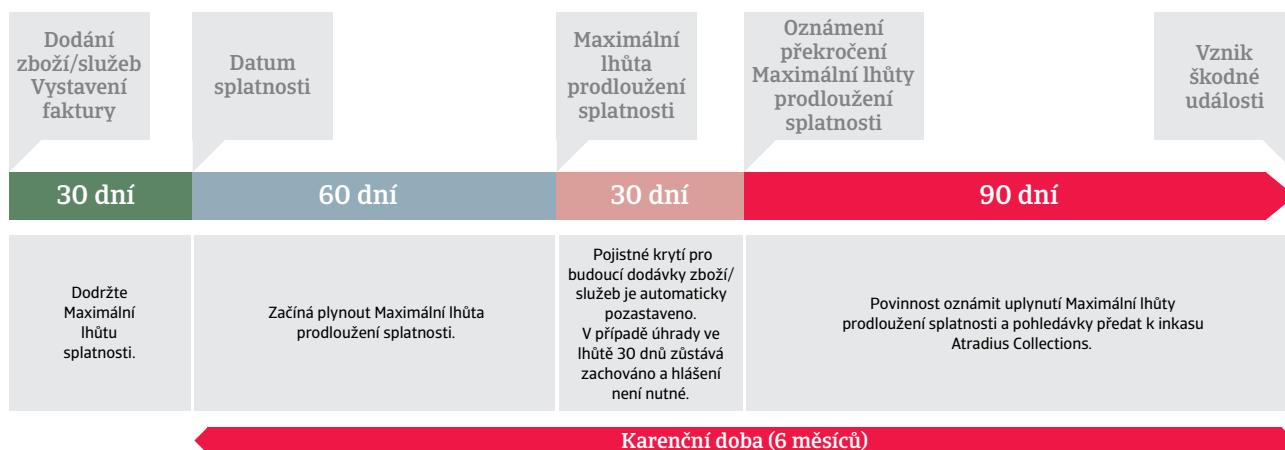 Dodání
zboží/služeb
Vystavení
faktury
Datum
splatnosti
Maximální
lhůta
prodloužení
splatnosti
Oznámení
překročení
Maximální lhůty
prodloužení
splatnosti
Vznik
škodné
události
30 dní
60 dní
30 dní
90 dní
Dodržte
Maximální
lhůtu
splatnosti.
Začíná plynout Maximální lhůta
prodloužení splatnosti.
Pojistné krytí pro
budoucí dodávky zboží/
služeb je automaticky
pozastaveno.
V případě úhrady ve
lhůtě 30 dnů zůstává
zachováno a hlášení
není nutné.
Povinnost oznámit uplynutí Maximální lhůty
prodloužení splatnosti a pohledávky předat k inkasu
Atradius Collections.
Karenční doba (6 měsíců)